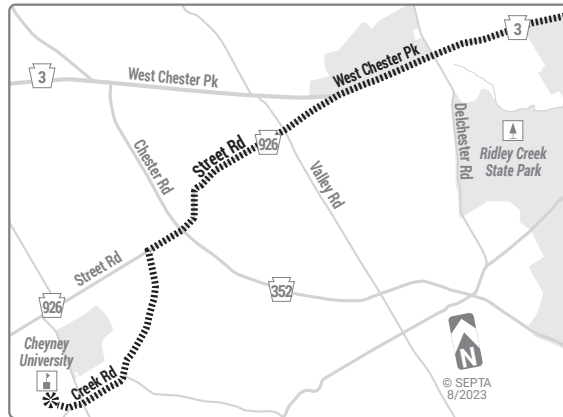 3
West Chester Pk
3
West Chester Pk
Delchester Rd
Street Rd
926
Chester Rd
Valley Rd
Ridley Creek
State Park
Street Rd
926
352
Cheyney
University
Creek Rd
N
© SEPTA
8/2023